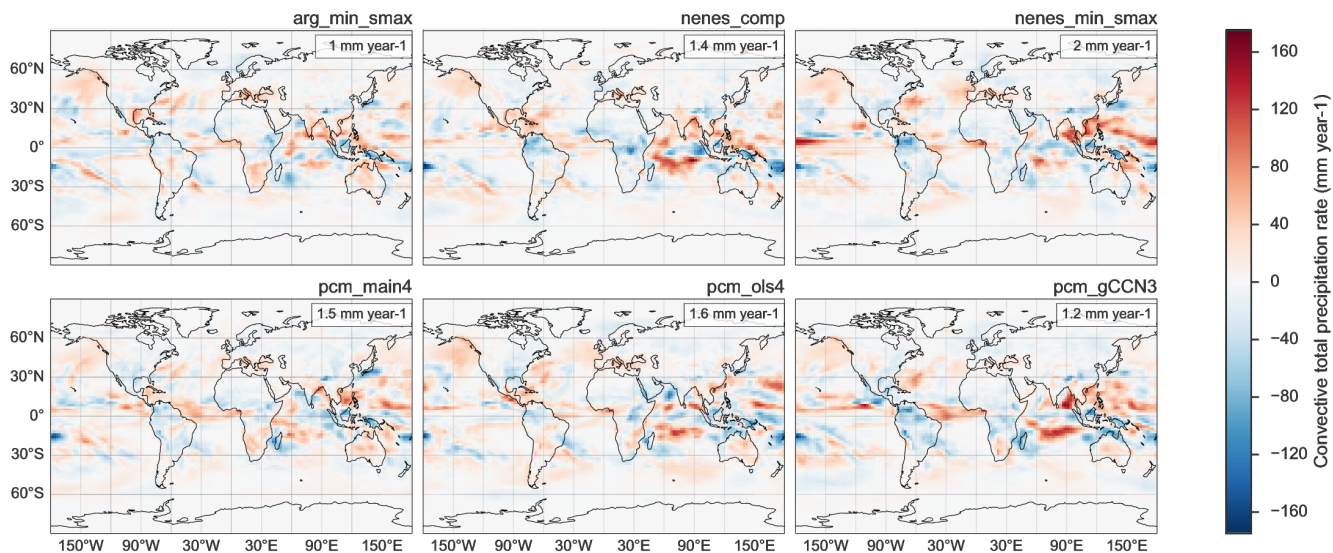 arg_min_smax
nenes_comp
nenes_min_smax
1 mm year-1
1.4 mm year-1
2 mm year-1
60°N
30°N
0°
30°S
60°S
pcm_main4
pcm_ols4
pcm_gCCN3
1.5 mm year-1
1.6 mm year-1
1.2 mm year-1
60°N
30°N
0°
30°S
60°S
150°W 90°W 30°W 30°E 90°E 150°E
150°W 90°W 30°W 30°E 90°E 150°E
150°W 90°W 30°W 30°E 90°E 150°E
160
120
80
40
0
−40
−80
−120
−160
Convective total precipitation rate (mm year-1)